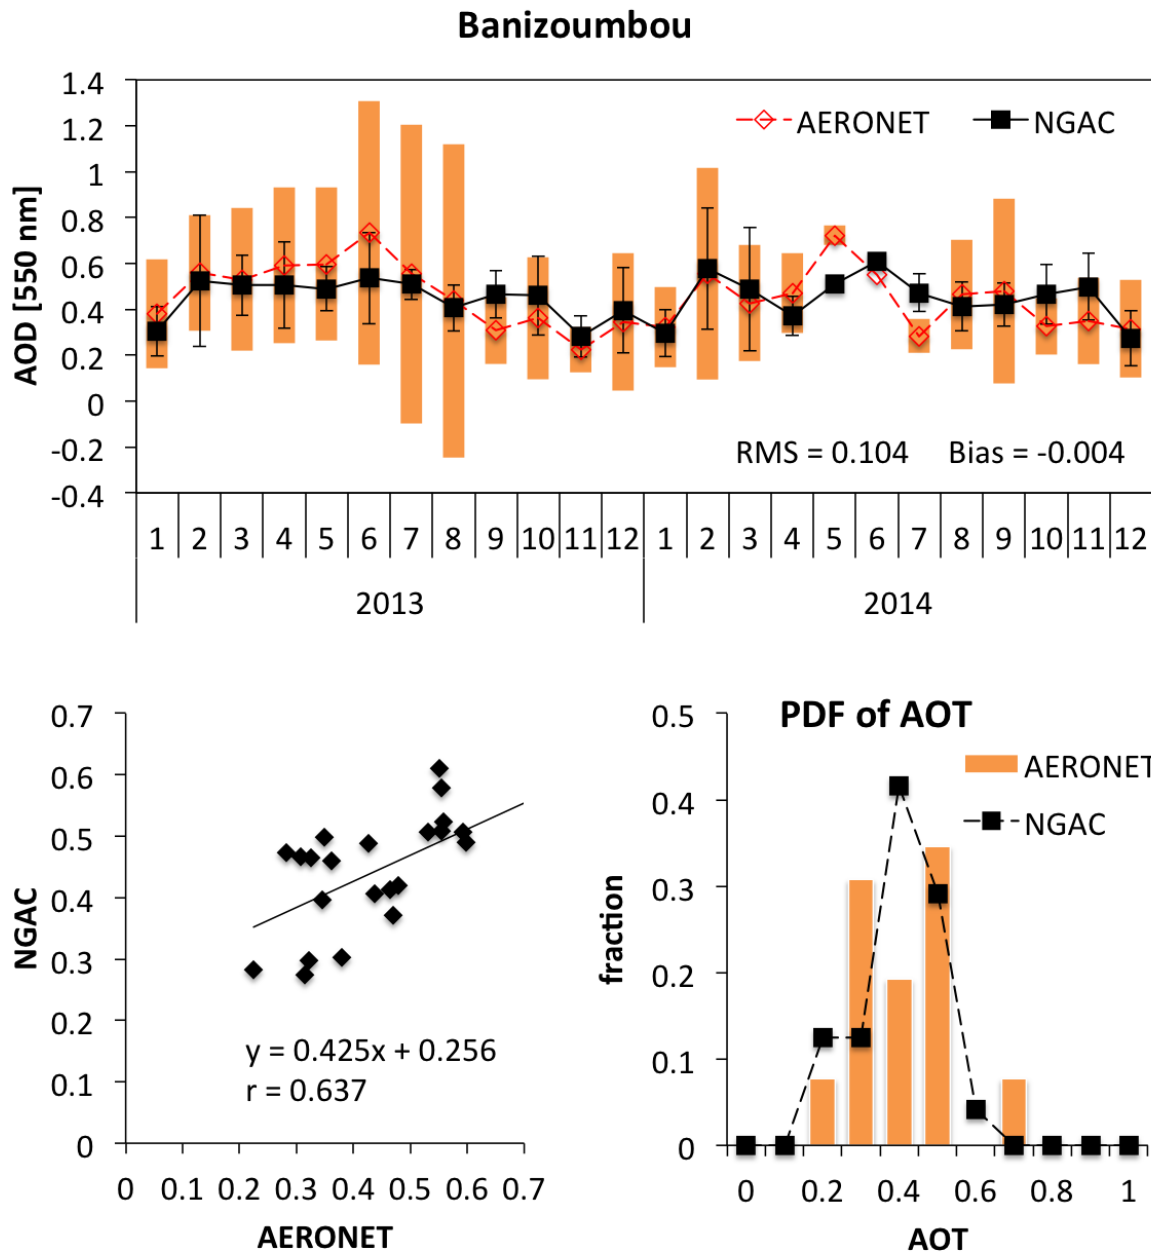 Banizoumbou
AOD [550 nm]
1.4
1.2
1
0.8
0.6
0.4
0.2
0
-0.2
-0.4
AERONET NGAC
RMS = 0.104 Bias = -0.004
1 2 3 4 5 6 7 8 9 10 11 12 1 2 3 4 5 6 7 8 9 10 11 12
2013 2014
NGAC
0.7
0.6
0.5
0.4
0.3
0.2
0.1
0
y = 0.425x + 0.256
r = 0.637
0 0.1 0.2 0.3 0.4 0.5 0.6 0.7
AERONET
PDF of AOT
fraction
0.5
0.4
0.3
0.2
0.1
0
AERONET
NGAC
0 0.2 0.4 0.6 0.8 1
AOT